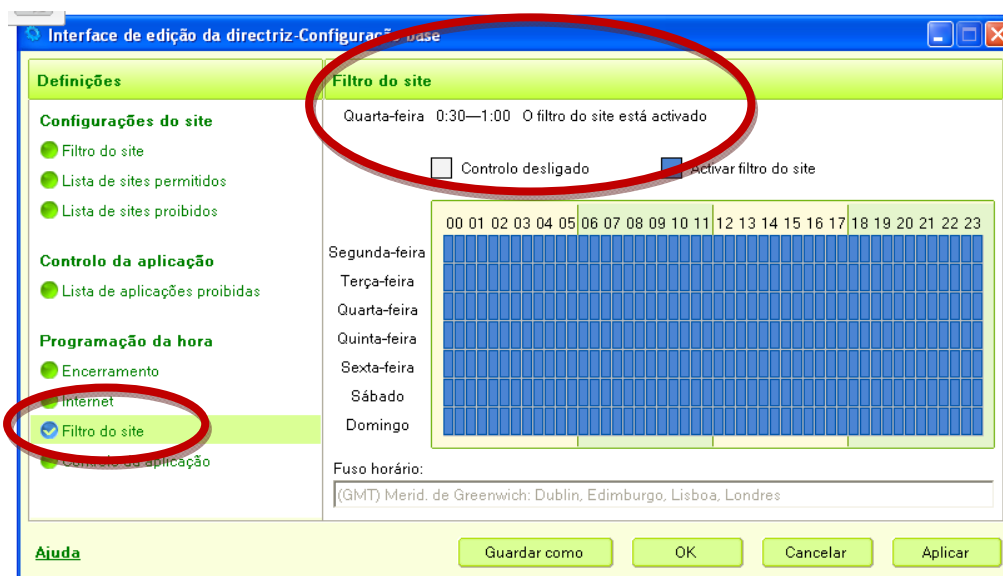 Interface de edição da directriz-Configuração base
Definições
Configurações do site
Filtro do site
Lista de sites permitidos
Lista de sites proibidos
Controlo da aplicação
Lista de aplicações proibidas
Programação da hora
Encerramento
Internet
Filtro do site
Controlo da aplicação
Filtro do site
Quarta-feira 0:30—1:00 O filtro do site está activado
Controlo desligado Activar filtro do site
00 01 02 03 04 05 06 07 08 09 10 11 12 13 14 15 16 17 18 19 20 21 22 23
Segunda-feira
Terça-feira
Quarta-feira
Quinta-feira
Sexta-feira
Sábado
Domingo
Fuso horário:
(GMT) Merid. de Greenwich: Dublin, Edimburgo, Lisboa, Londres
Ajuda Guardar como OK Cancelar Aplicar